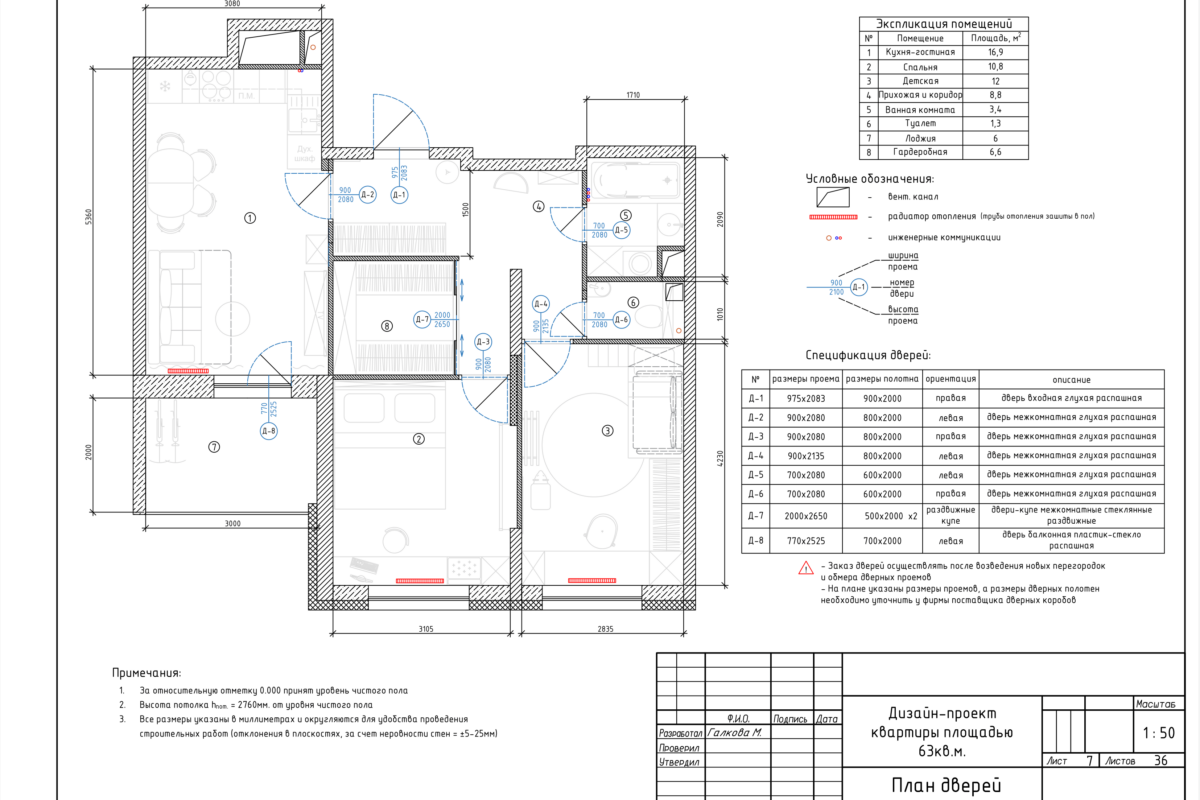 3080
Экспликация помещений
№ Помещение Площадь, м²
1 Кухня-гостиная 16,9
2 Спальня 10,8
3 Детская 12
4 Прихожая и коридор 8,8
5 Ванная комната 3,4
6 Туалет 1,3
7 Лоджия 6
8 Гардеробная 6,6
Условные обозначения:
– вент. канал
– радиатор отопления (трубы отопления зашиты в пол)
– инженерные коммуникации
ширина
проема
900
2100
Д-1
номер
двери
высота
проема
П.М.
Дух
шкаф
1710
975
2083
900
2080
Д-2
Д-1
1500
4
5
700
2080
Д-5
2090
5360
1
Д-4
900
2135
6
700
2080
Д-6
1010
8
Д-7
2000
2650
Д-3
900
2080
770
2525
Д-8
2000
7
2
3
4230
3000
3105
2835
Спецификация дверей:
№ размеры проема размеры полотна ориентация описание
Д-1 975х2083 900х2000 правая дверь входная глухая распашная
Д-2 900х2080 800х2000 левая дверь межкомнатная глухая распашная
Д-3 900х2080 800х2000 правая дверь межкомнатная глухая распашная
Д-4 900х2135 800х2000 левая дверь межкомнатная глухая распашная
Д-5 700х2080 600х2000 левая дверь межкомнатная глухая распашная
Д-6 700х2080 600х2000 правая дверь межкомнатная глухая распашная
Д-7 2000х2650 500х2000 х2 раздвижные купе двери-купе межкомнатные стеклянные раздвижные
Д-8 770х2525 700х2000 левая дверь балконная пластик-стекло распашная
! – Заказ дверей осуществлять после возведения новых перегородок
и обмера дверных проемов
– На плане указаны размеры проемов, а размеры дверных полотен
необходимо уточнить у фирмы поставщика дверных коробов
Примечания:
1. За относительную отметку 0.000 принят уровень чистого пола
2. Высота потолка hпот. = 2760мм. от уровня чистого пола
3. Все размеры указаны в миллиметрах и округляются для удобства проведения
строительных работ (отклонения в плоскостях, за счет неровности стен = ±5-25мм)
Ф.И.О. Подпись Дата
Разработал Галкова М.
Проверил
Утвердил
Дизайн-проект
квартиры площадью
63кв.м.
План дверей
Масштаб
1 : 50
Лист 7 Листов 36